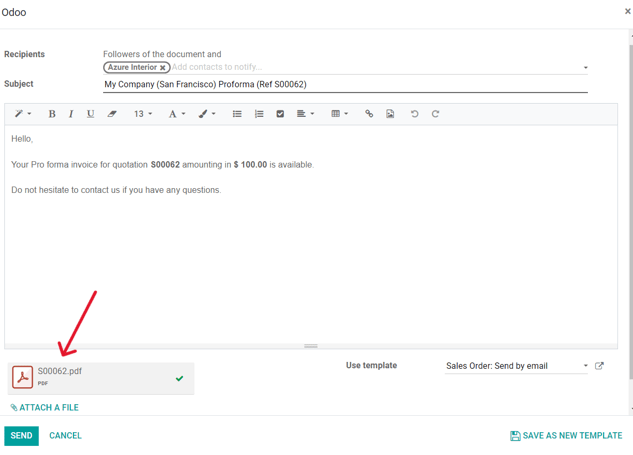 Odoo
×
Recipients
Followers of the document and
Azure Interior ×
Add contacts to notify...
Subject
My Company (San Francisco) Proforma (Ref S00062)
B I U 13 A
Hello,
Your Pro forma invoice for quotation S00062 amounting in $ 100.00 is available.
Do not hesitate to contact us if you have any questions.
S00062.pdf
PDF
Use template
Sales Order: Send by email
ATTACH A FILE
SEND
CANCEL
SAVE AS NEW TEMPLATE